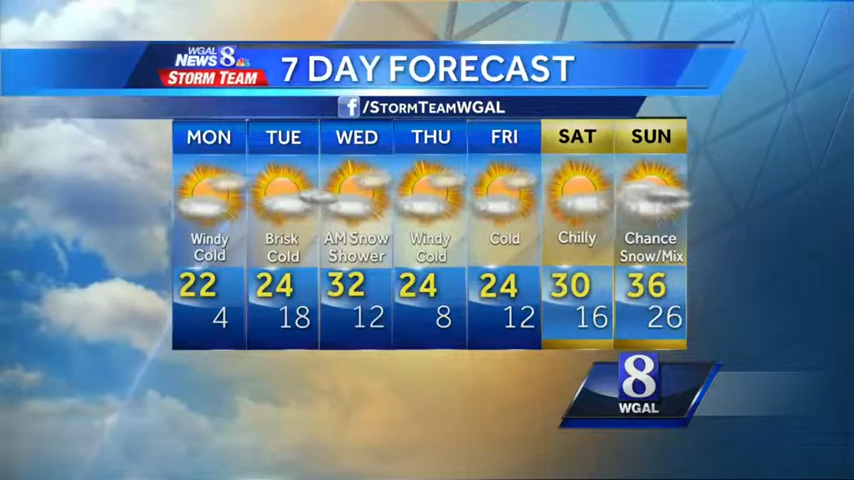 WGAL
NEWS 8
STORM TEAM
7 DAY FORECAST
f/STORMTEAMWGAL
MON TUE WED THU FRI SAT SUN
Windy Cold
Brisk Cold
AM Snow Shower
Windy Cold
Cold
Chilly
Chance Snow/Mix
22 24 32 24 24 30 36
4 18 12 8 12 16 26
8
WGAL